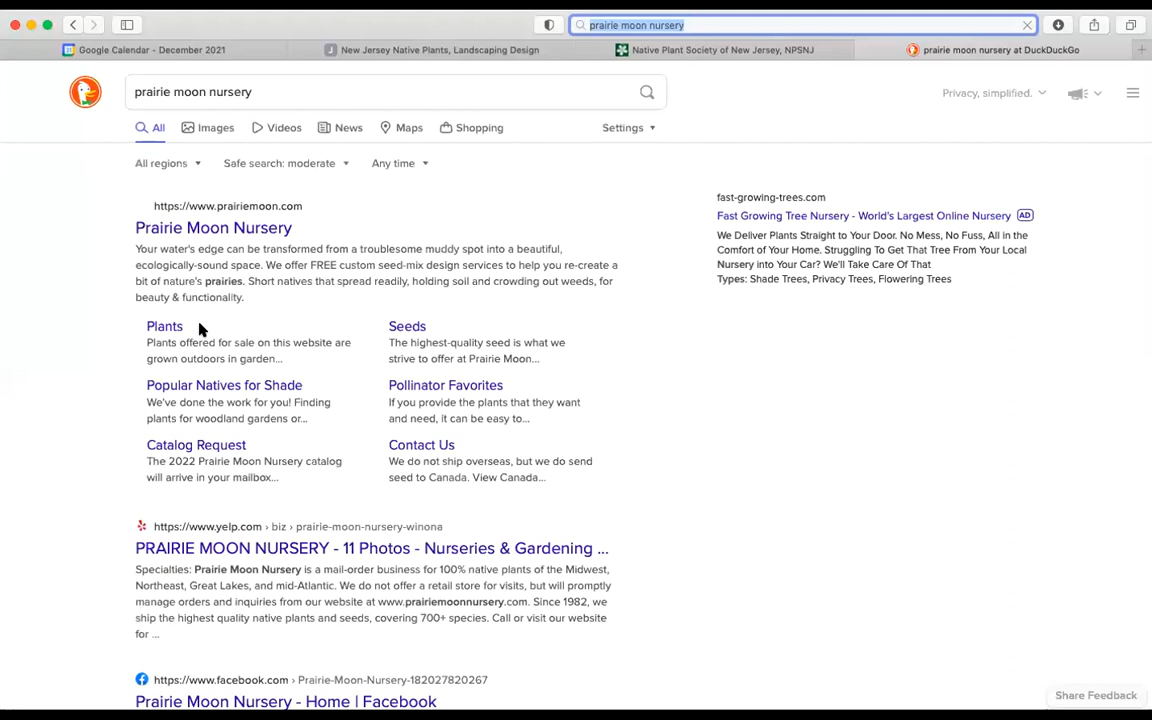 prairie moon nursery
Google Calendar - December 2021
New Jersey Native Plants, Landscaping Design
Native Plant Society of New Jersey, NPSNJ
prairie moon nursery at DuckDuckGo
prairie moon nursery
Privacy, simplified.
All
Images
Videos
News
Maps
Shopping
Settings
All regions
Safe search: moderate
Any time
https://www.prairiemoon.com
Prairie Moon Nursery
Your water's edge can be transformed from a troublesome muddy spot into a beautiful,
ecologically-sound space. We offer FREE custom seed-mix design services to help you re-create a
bit of nature's prairies. Short natives that spread readily, holding soil and crowding out weeds, for
beauty & functionality.
Plants
Plants offered for sale on this website are
grown outdoors in garden...
Seeds
The highest-quality seed is what we
strive to offer at Prairie Moon...
Popular Natives for Shade
We've done the work for you! Finding
plants for woodland gardens or...
Pollinator Favorites
If you provide the plants that they want
and need, it can be easy to...
Catalog Request
The 2022 Prairie Moon Nursery catalog
will arrive in your mailbox...
Contact Us
We do not ship overseas, but we do send
seed to Canada. View Canada...
https://www.yelp.com › biz › prairie-moon-nursery-winona
PRAIRIE MOON NURSERY - 11 Photos - Nurseries & Gardening ...
Specialties: Prairie Moon Nursery is a mail-order business for 100% native plants of the Midwest,
Northeast, Great Lakes, and mid-Atlantic. We do not offer a retail store for visits, but will promptly
manage orders and inquiries from our website at www.prairiemoonnursery.com. Since 1982, we
ship the highest quality native plants and seeds, covering 700+ species. Call or visit our website
for ...
https://www.facebook.com › Prairie-Moon-Nursery-182027820267
Prairie Moon Nursery - Home | Facebook
fast-growing-trees.com
Fast Growing Tree Nursery - World's Largest Online Nursery AD
We Deliver Plants Straight to Your Door. No Mess, No Fuss, All in the
Comfort of Your Home. Struggling To Get That Tree From Your Local
Nursery into Your Car? We'll Take Care Of That
Types: Shade Trees, Privacy Trees, Flowering Trees
Share Feedback